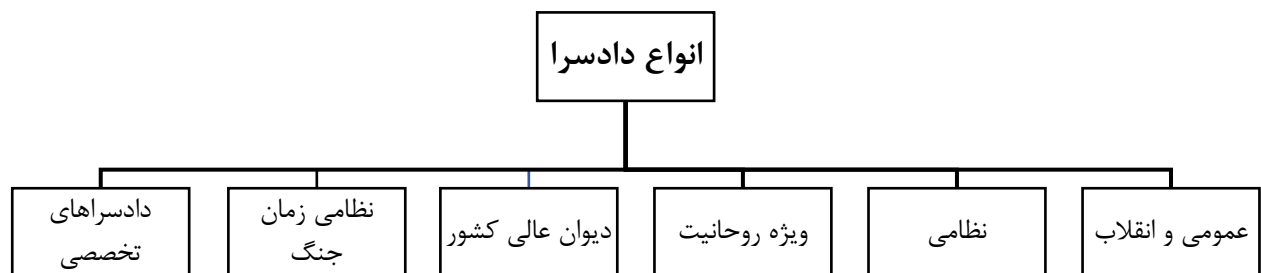 انواع دادسرا
عمومی و انقلاب
نظامی
ویژه روحانیت
دیوان عالی کشور
نظامی زمان
جنگ
دادسراهای
تخصصی